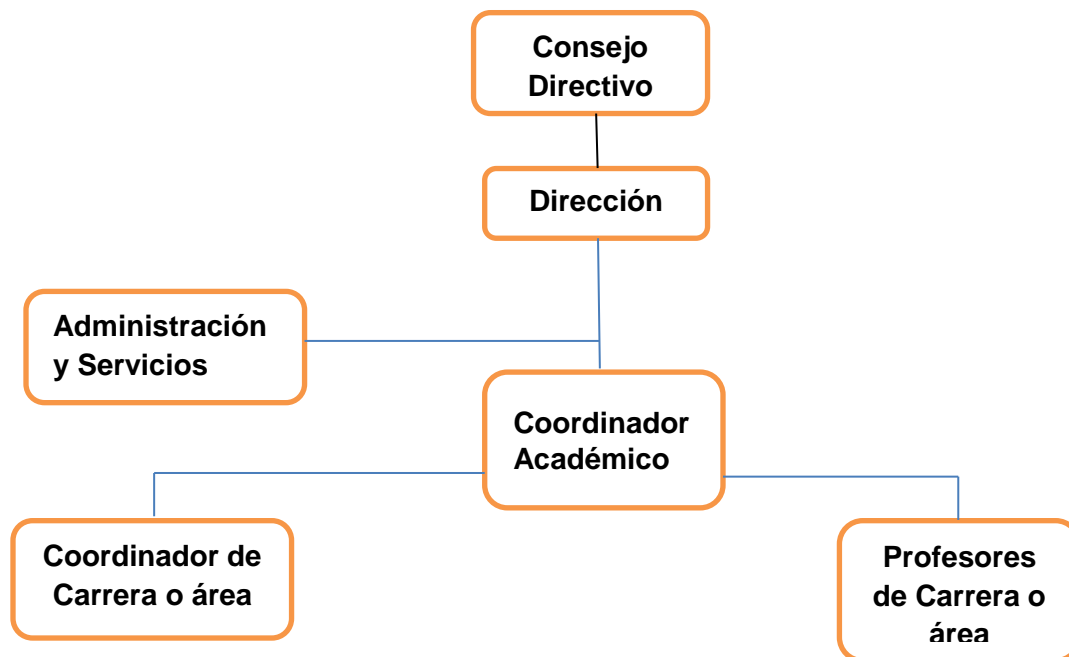 Consejo
Directivo
Dirección
Administración
y Servicios
Coordinador
Académico
Coordinador de
Carrera o área
Profesores
de Carrera o
área